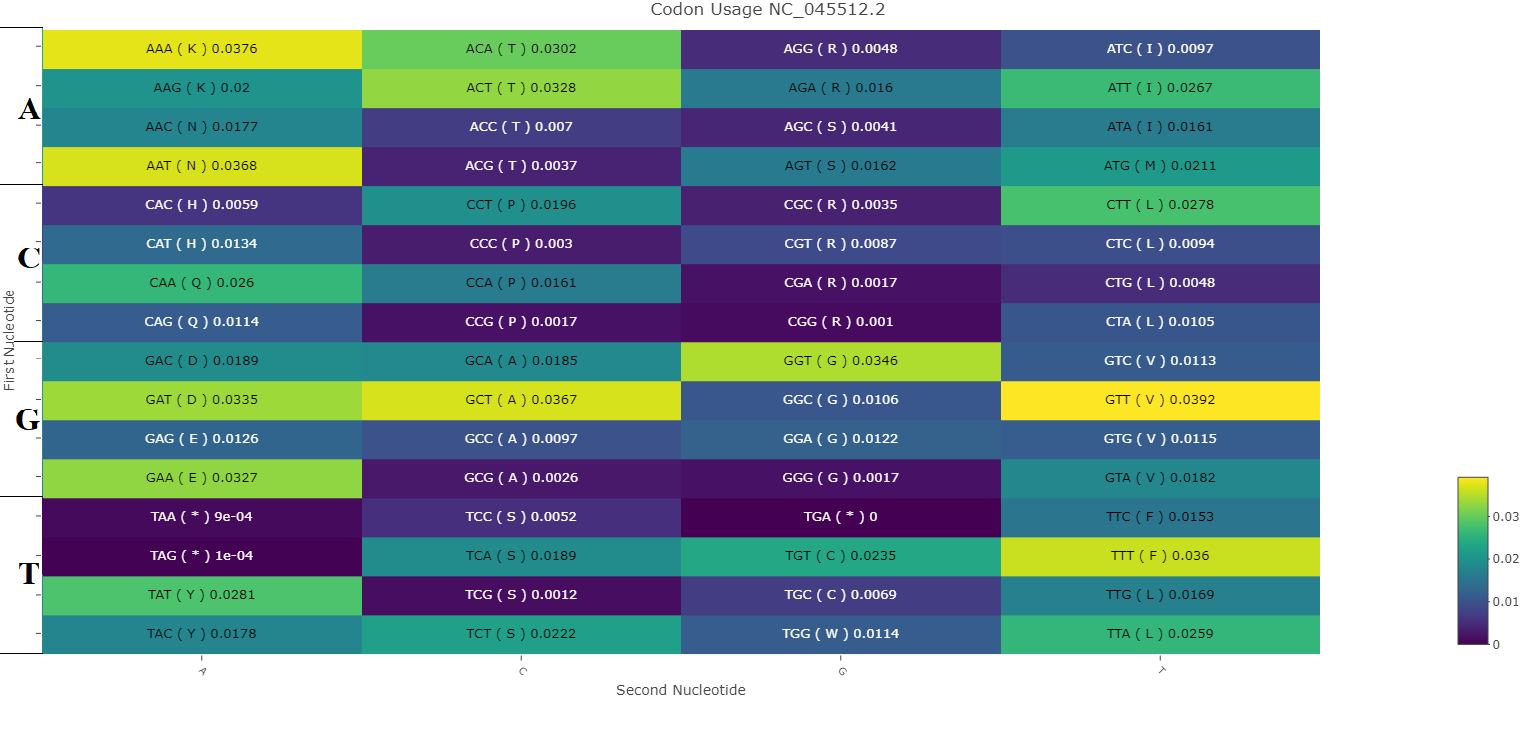 Codon Usage NC_045512.2
A
AAA ( K ) 0.0376 ACA ( T ) 0.0302 AGG ( R ) 0.0048 ATC ( I ) 0.0097
AAG ( K ) 0.02 ACT ( T ) 0.0328 AGA ( R ) 0.016 ATT ( I ) 0.0267
AAC ( N ) 0.0177 ACC ( T ) 0.007 AGC ( S ) 0.0041 ATA ( I ) 0.0161
AAT ( N ) 0.0368 ACG ( T ) 0.0037 AGT ( S ) 0.0162 ATG ( M ) 0.0211
C
CAC ( H ) 0.0059 CCT ( P ) 0.0196 CGC ( R ) 0.0035 CTT ( L ) 0.0278
CAT ( H ) 0.0134 CCC ( P ) 0.003 CGT ( R ) 0.0087 CTC ( L ) 0.0094
CAA ( Q ) 0.026 CCA ( P ) 0.0161 CGA ( R ) 0.0017 CTG ( L ) 0.0048
CAG ( Q ) 0.0114 CCG ( P ) 0.0017 CGG ( R ) 0.001 CTA ( L ) 0.0105
First Nucleotide
G
GAC ( D ) 0.0189 GCA ( A ) 0.0185 GGT ( G ) 0.0346 GTC ( V ) 0.0113
GAT ( D ) 0.0335 GCT ( A ) 0.0367 GGC ( G ) 0.0106 GTT ( V ) 0.0392
GAG ( E ) 0.0126 GCC ( A ) 0.0097 GGA ( G ) 0.0122 GTG ( V ) 0.0115
GAA ( E ) 0.0327 GCG ( A ) 0.0026 GGG ( G ) 0.0017 GTA ( V ) 0.0182
T
TAA ( * ) 9e-04 TCC ( S ) 0.0052 TGA ( * ) 0 TTC ( F ) 0.0153
TAG ( * ) 1e-04 TCA ( S ) 0.0189 TGT ( C ) 0.0235 TTT ( F ) 0.036
TAT ( Y ) 0.0281 TCG ( S ) 0.0012 TGC ( C ) 0.0069 TTG ( L ) 0.0169
TAC ( Y ) 0.0178 TCT ( S ) 0.0222 TGG ( W ) 0.0114 TTA ( L ) 0.0259
A C G T
Second Nucleotide
0.03
0.02
0.01
0